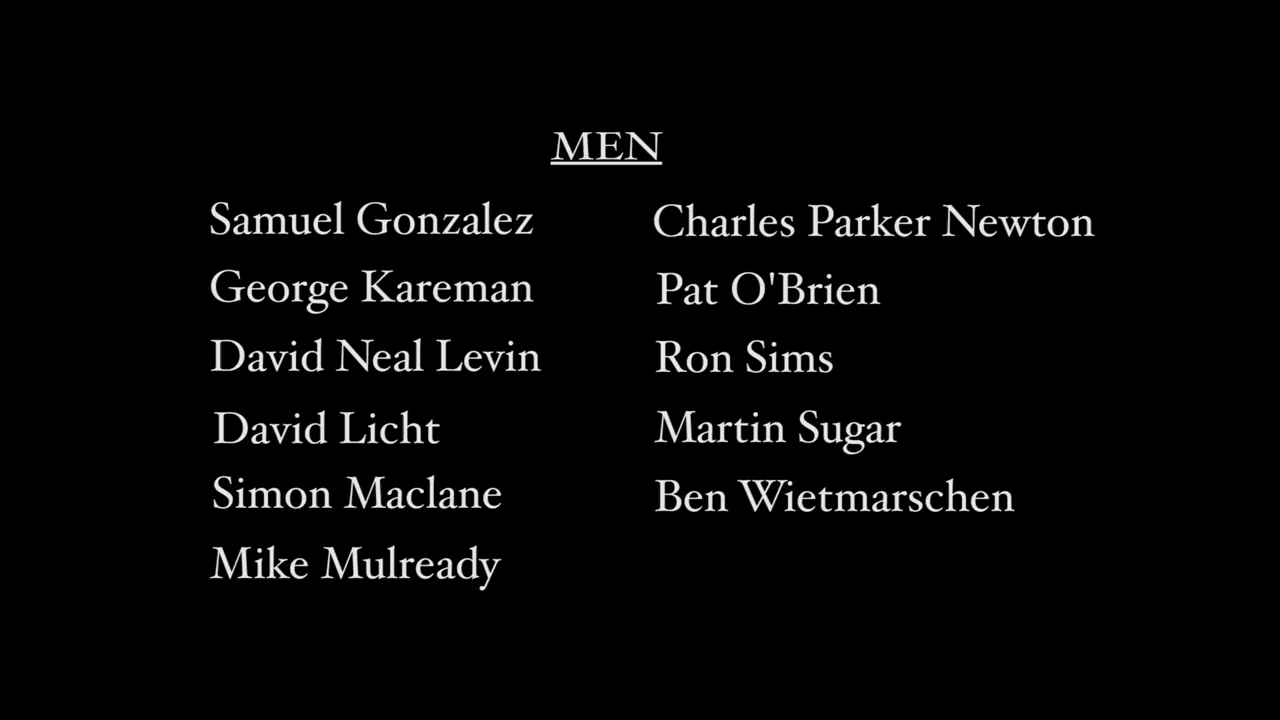 MEN
Samuel Gonzalez
George Kareman
David Neal Levin
David Licht
Simon Maclane
Mike Mulready
Charles Parker Newton
Pat O'Brien
Ron Sims
Martin Sugar
Ben Wietmarschen